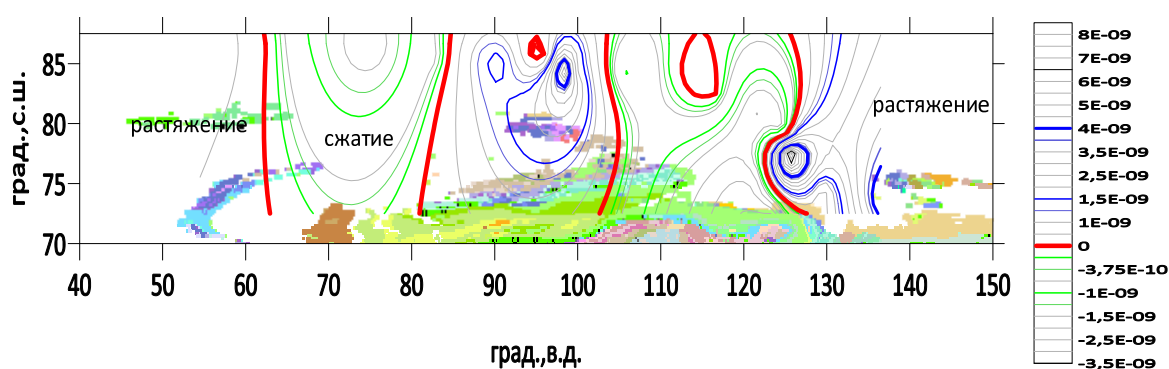 град.,с.ш.
85
80
75
70
растяжение
сжатие
растяжение
40 50 60 70 80 90 100 110 120 130 140 150
град.,в.д.
8E-09
7E-09
6E-09
5E-09
4E-09
3,5E-09
2,5E-09
1,5E-09
1E-09
0
-3,75E-10
-1E-09
-1,5E-09
-2,5E-09
-3,5E-09